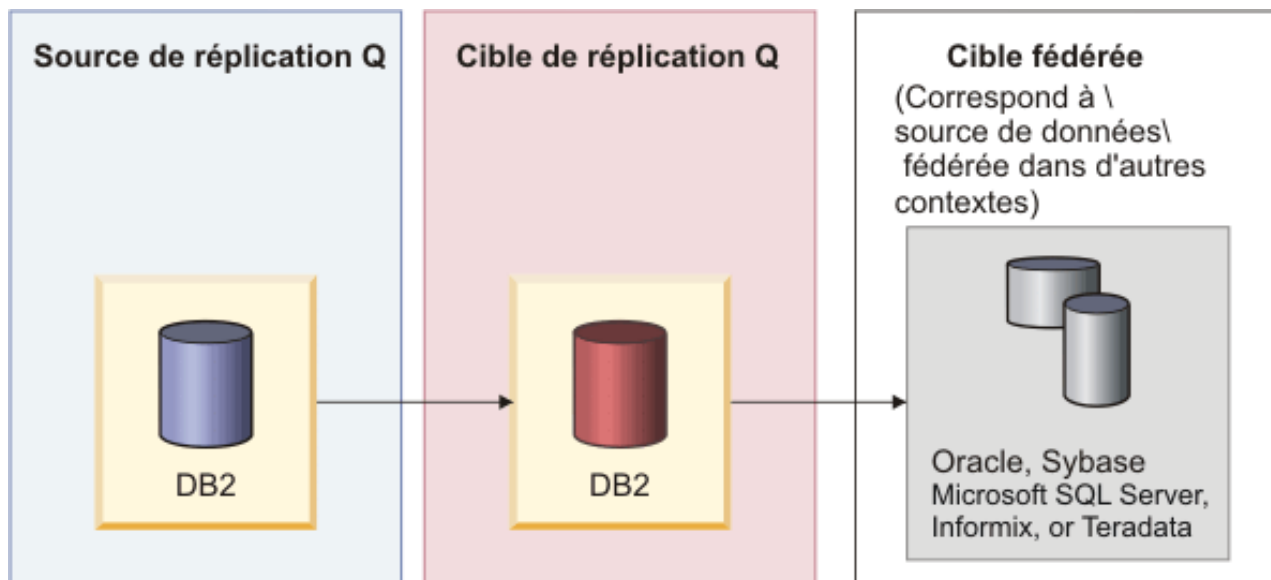 Source de réplication Q
DB2
Cible de réplication Q
DB2
Cible fédérée
(Correspond à \
source de données\
fédérée dans d'autres
contextes)
Oracle, Sybase
Microsoft SQL Server,
Informix, or Teradata